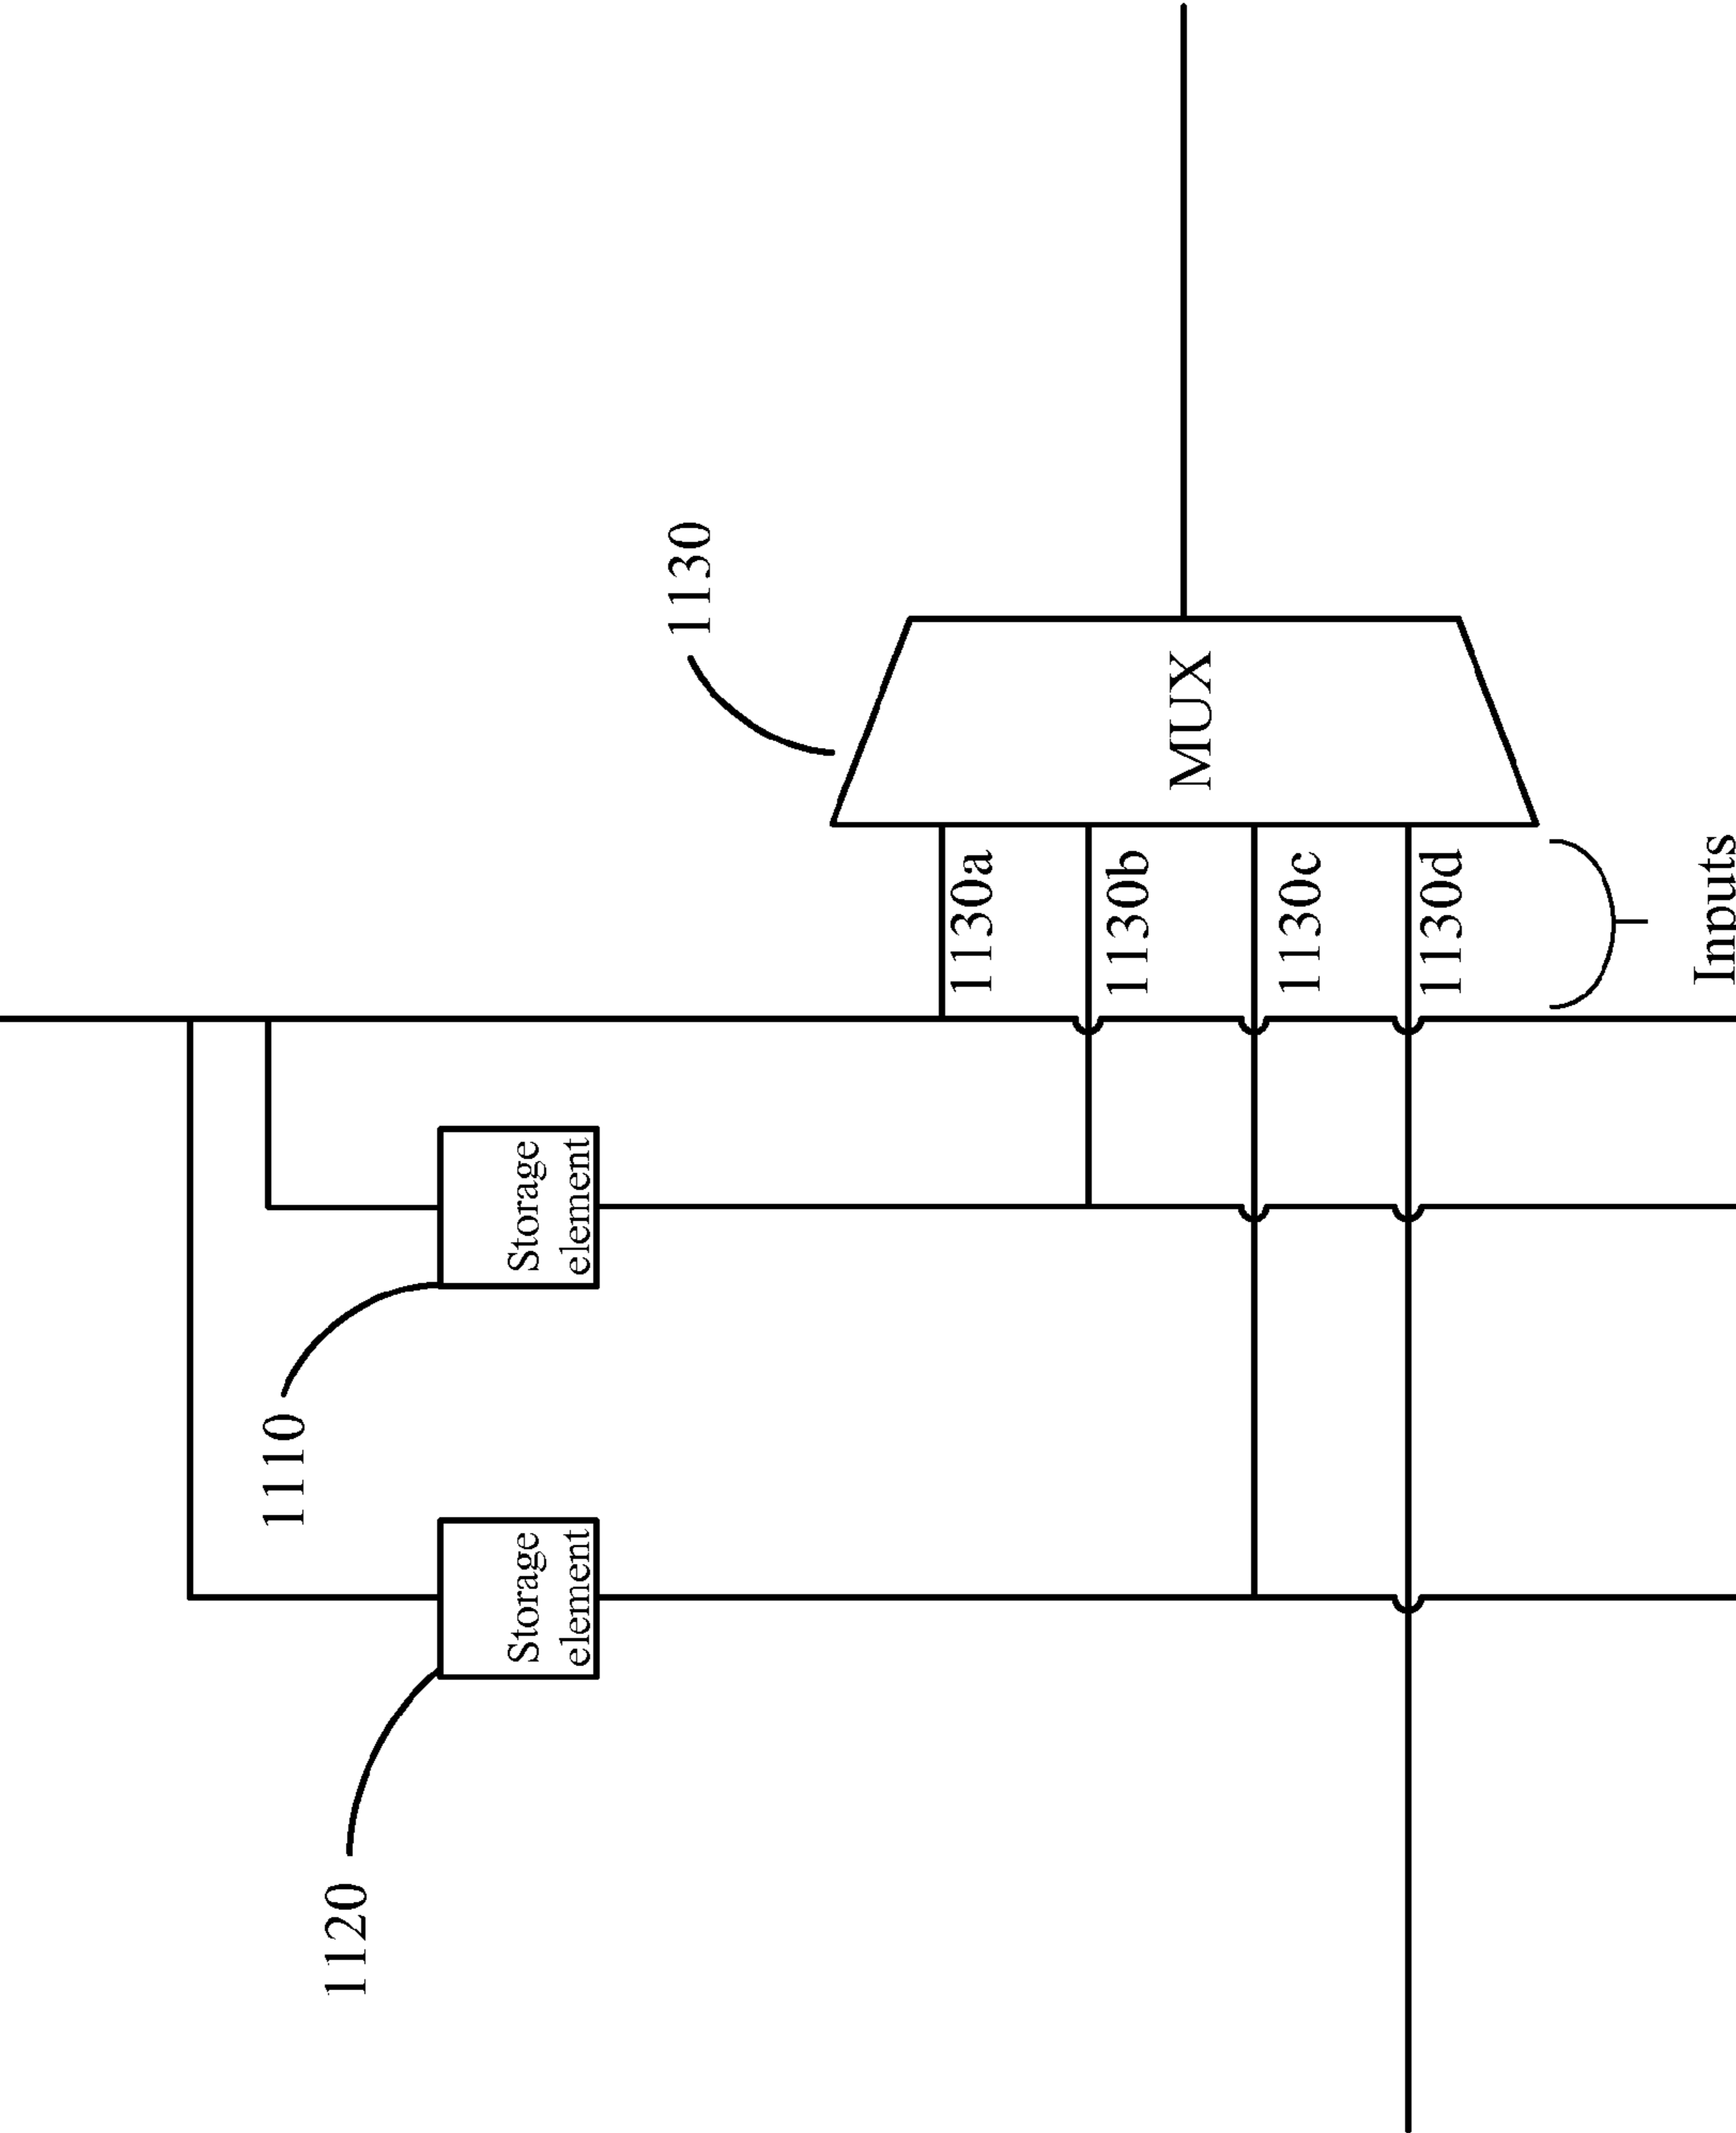 1110
1120
Storage
element
Storage
element
1130
1130a
1130b
MUX
1130c
1130d
Inputs